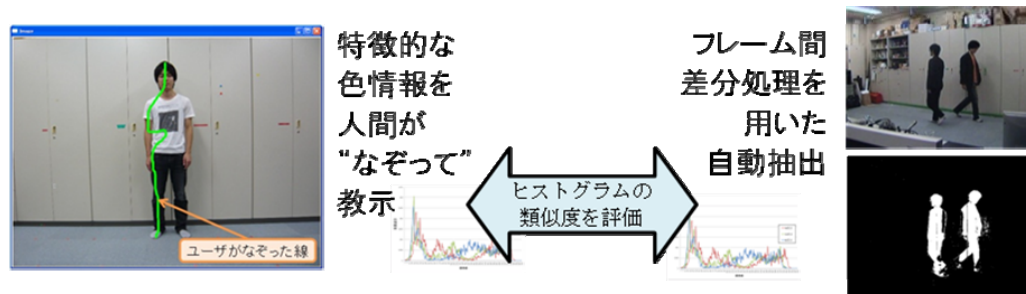 特徴的な
色情報を
人間が
“なぞって”
教示
ユーザがなぞった線
ヒストグラムの
類似度を評価
フレーム間
差分処理を
用いた
自動抽出